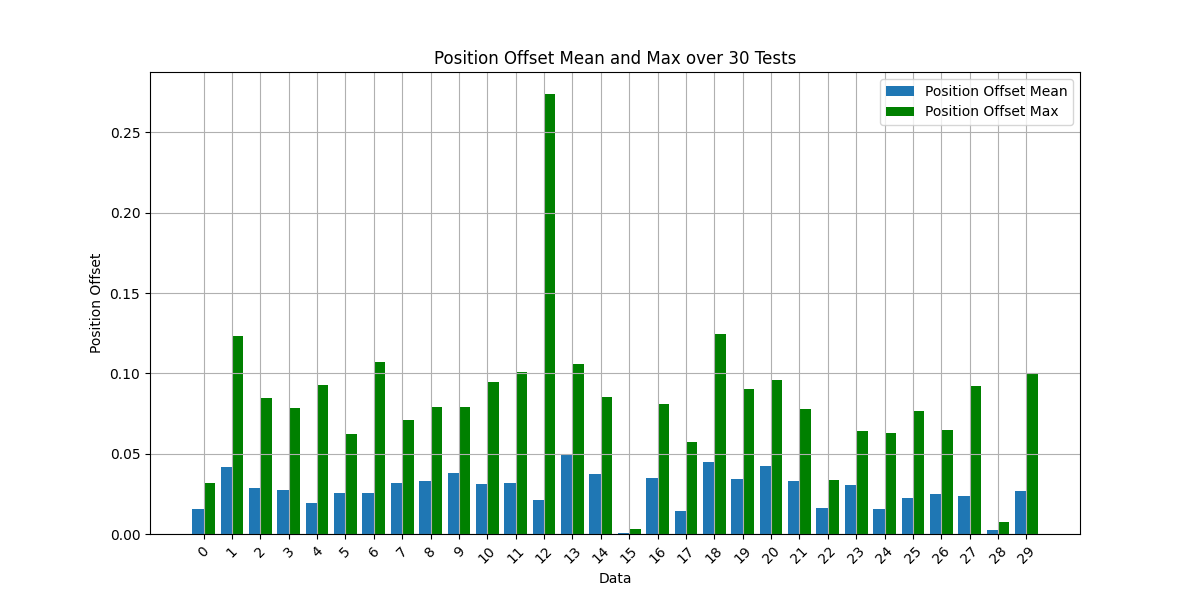 Position Offset Mean and Max over 30 Tests
Position Offset Mean
Position Offset Max
Position Offset
0.25
0.20
0.15
0.10
0.05
0.00
0 1 2 3 4 5 6 7 8 9 10 11 12 13 14 15 16 17 18 19 20 21 22 23 24 25 26 27 28 29
Data